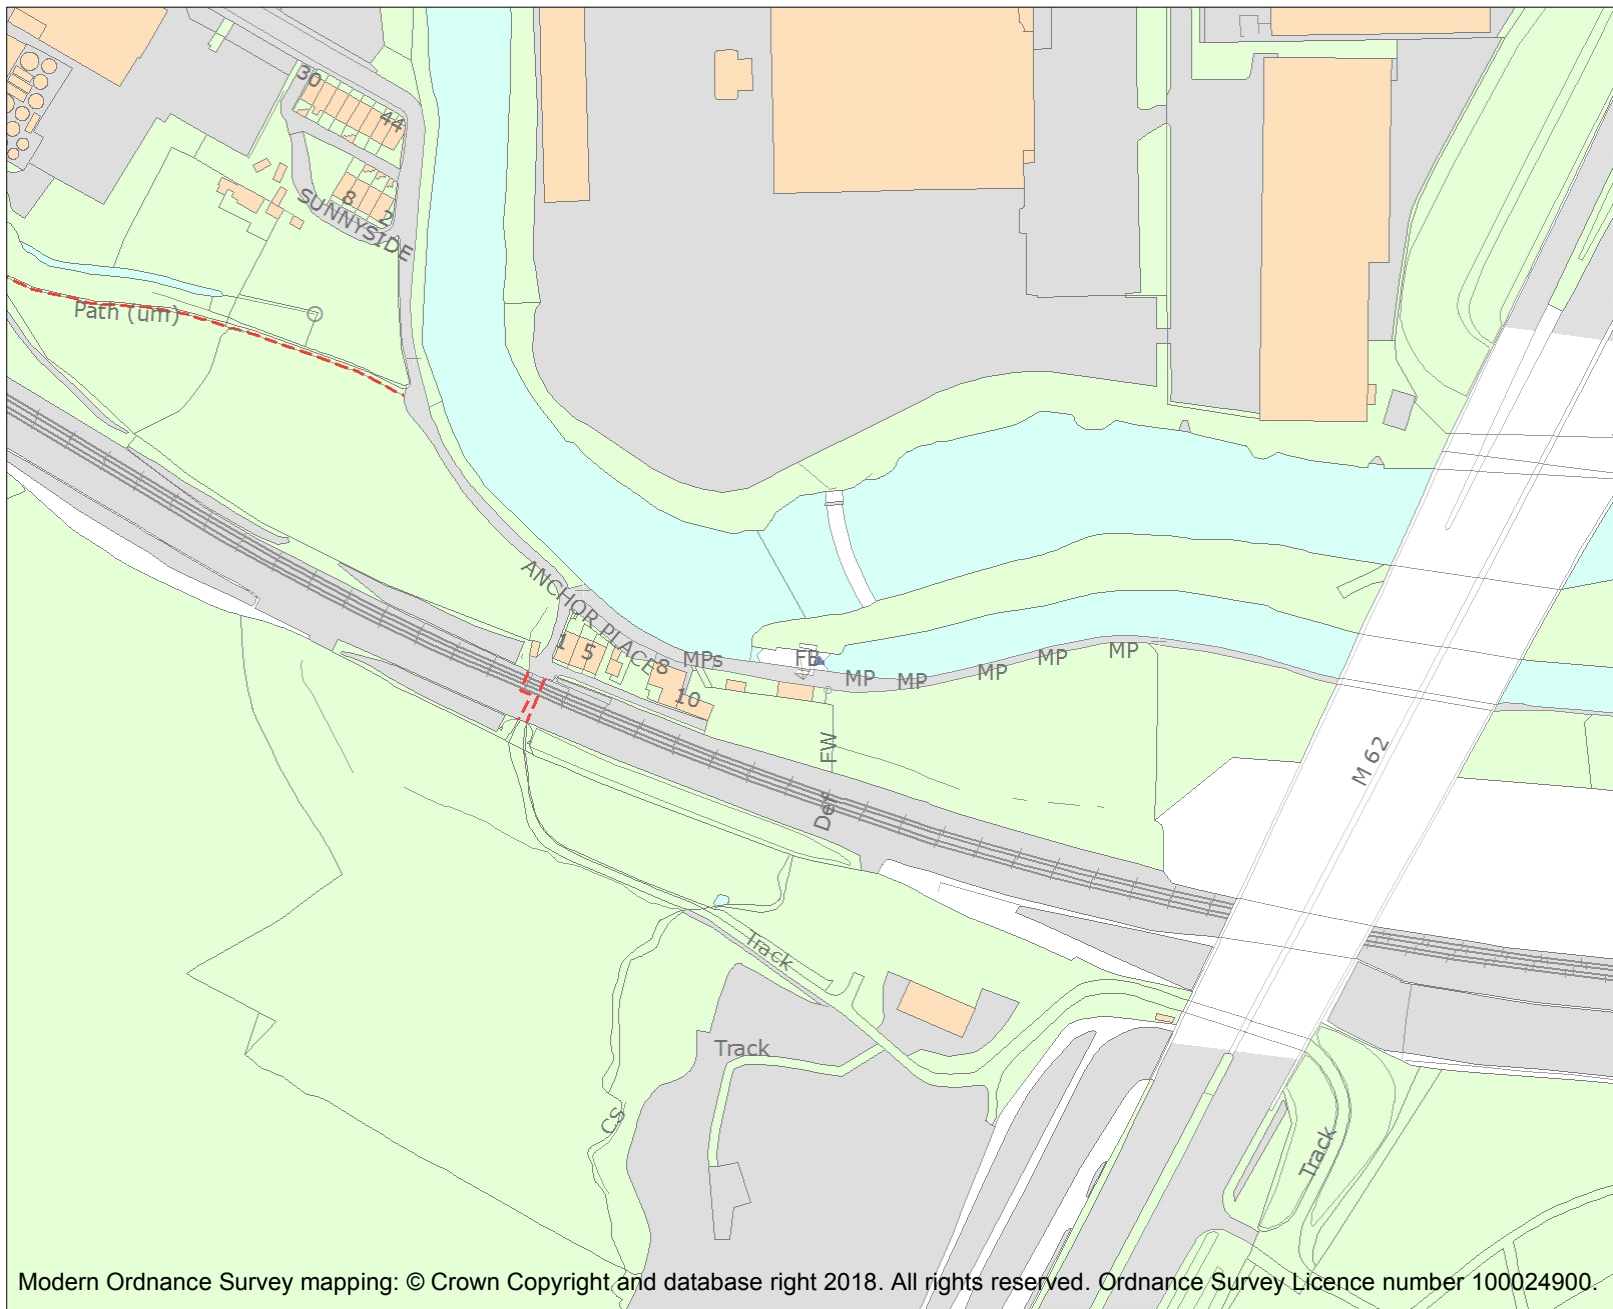 30
44
8
2
SUNNYSIDE
Path (um)
ANCHOR PLACE
1
5
8
10
MPs
FB
MP
MP
MP
MP
MP
FW
Def
M 62
Track
Track
CS
Track
Modern Ordnance Survey mapping: © Crown Copyright and database right 2018. All rights reserved. Ordnance Survey Licence number 100024900.